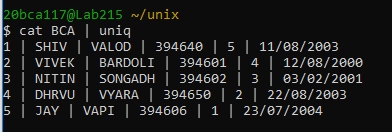 20bca117@Lab215 ~/unix
$ cat BCA | uniq
1 | SHIV | VALOD | 394640 | 5 | 11/08/2003
2 | VIVEK | BARDOLI | 394601 | 4 | 12/08/2000
3 | NITIN | SONGADH | 394602 | 3 | 03/02/2001
4 | DHRVU | VYARA | 394650 | 2 | 22/08/2003
5 | JAY | VAPI | 394606 | 1 | 23/07/2004